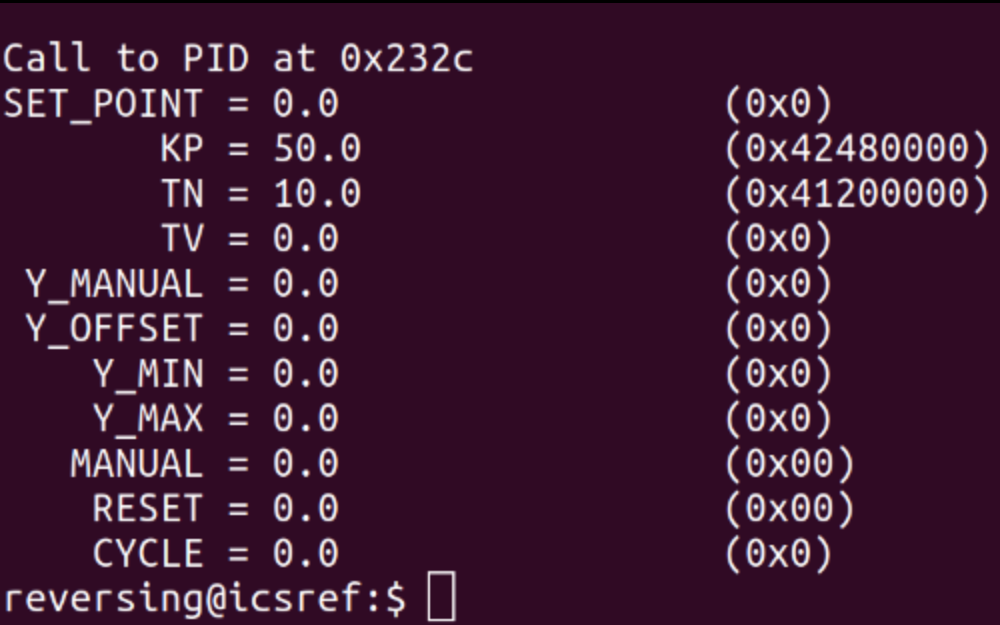 Call to PID at 0x232c
SET_POINT = 0.0 (0x0)
KP = 50.0 (0x42480000)
TN = 10.0 (0x41200000)
TV = 0.0 (0x0)
Y_MANUAL = 0.0 (0x0)
Y_OFFSET = 0.0 (0x0)
Y_MIN = 0.0 (0x0)
Y_MAX = 0.0 (0x0)
MANUAL = 0.0 (0x00)
RESET = 0.0 (0x00)
CYCLE = 0.0 (0x0)
reversing@icsref:$